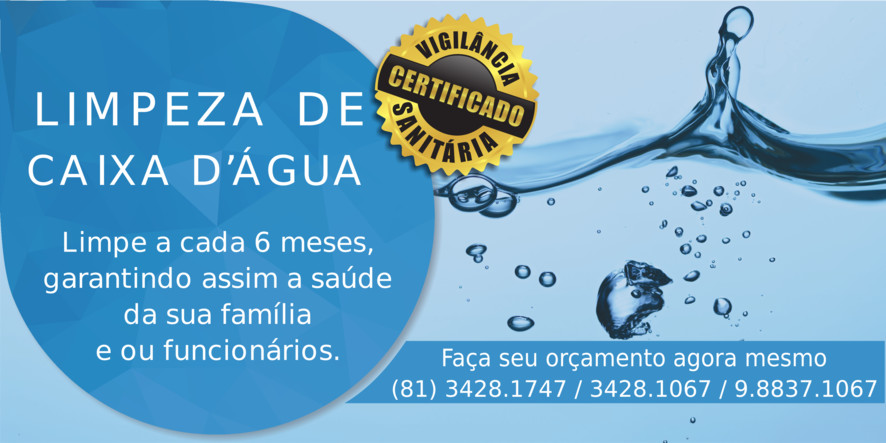 LIMPEZA DE
CAIXA D’ÁGUA
Limpe a cada 6 meses,
garantindo assim a saúde
da sua família
e ou funcionários.
VIGILÂNCIA
CERTIFICADO
SANITÁRIA
Faça seu orçamento agora mesmo
(81) 3428.1747 / 3428.1067 / 9.8837.1067